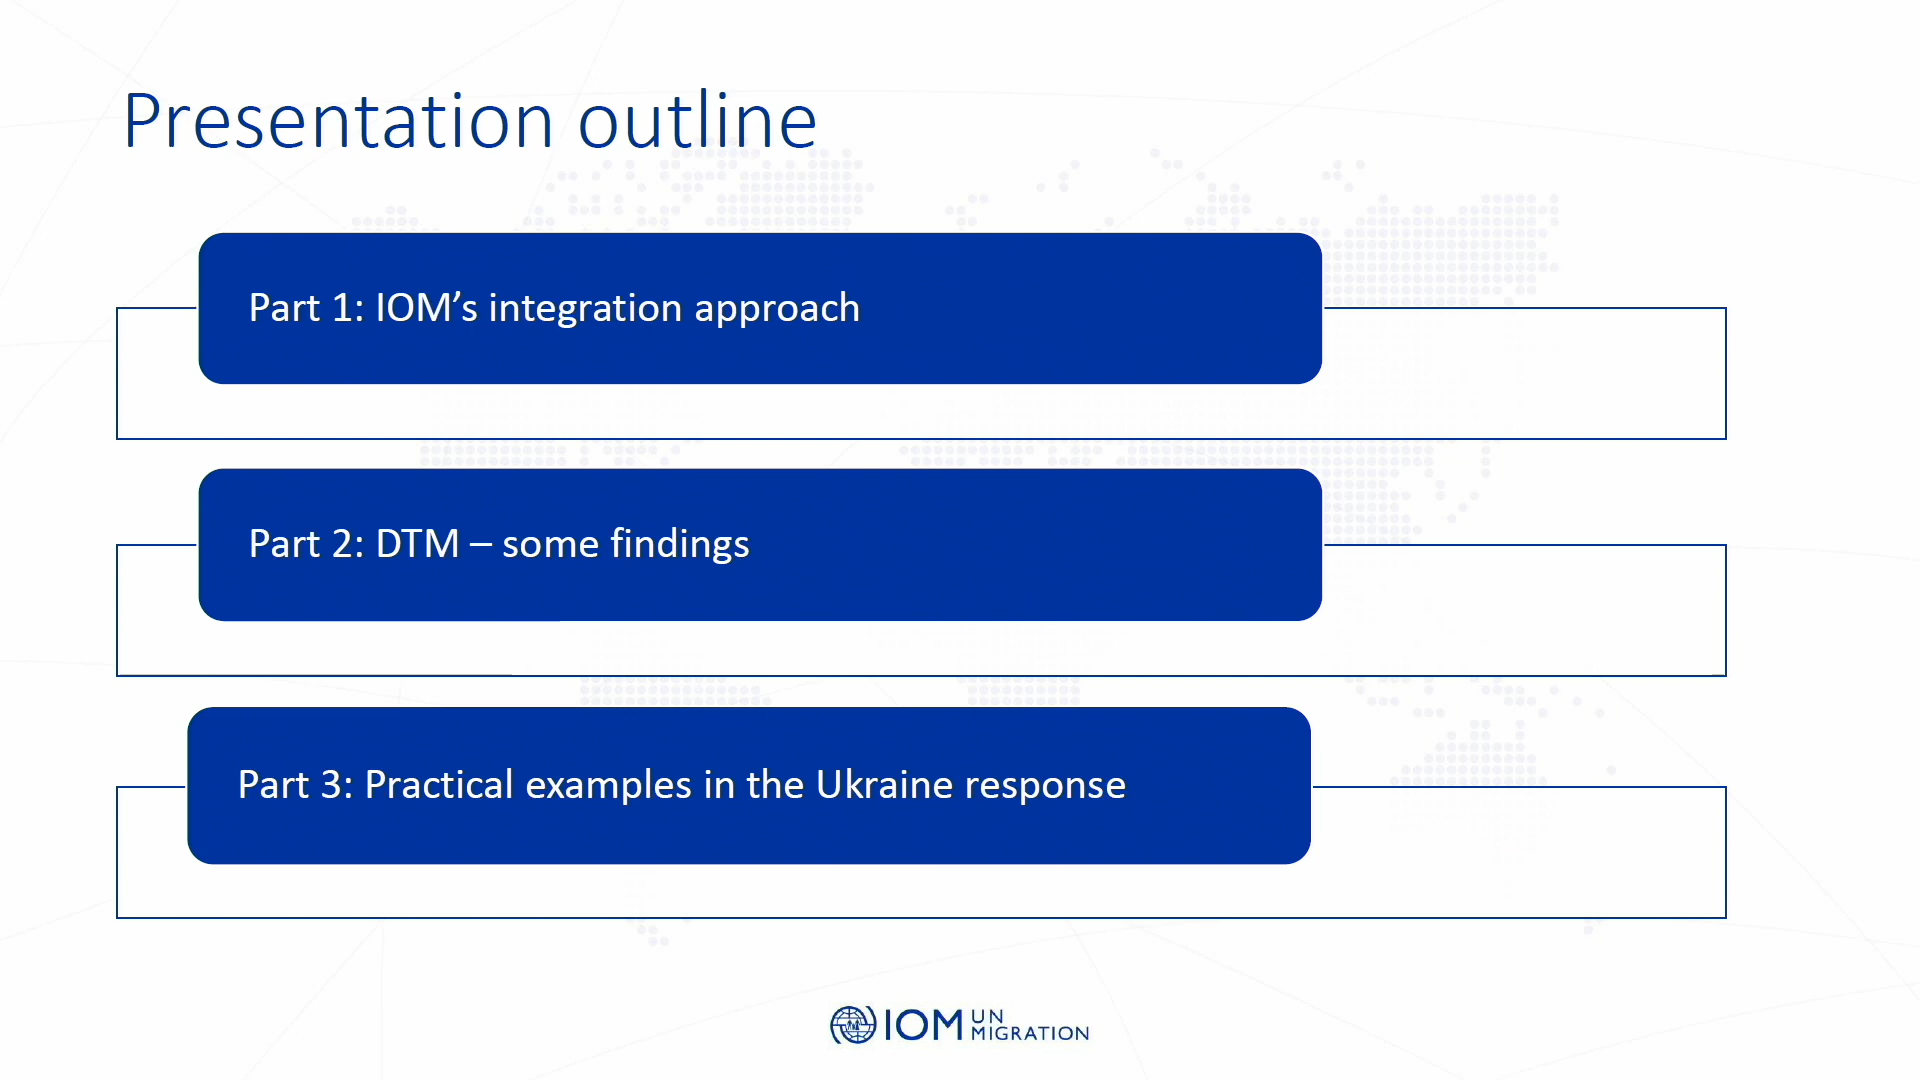 Presentation outline
Part 1: IOM’s integration approach
Part 2: DTM – some findings
Part 3: Practical examples in the Ukraine response
IOM UN
MIGRATION